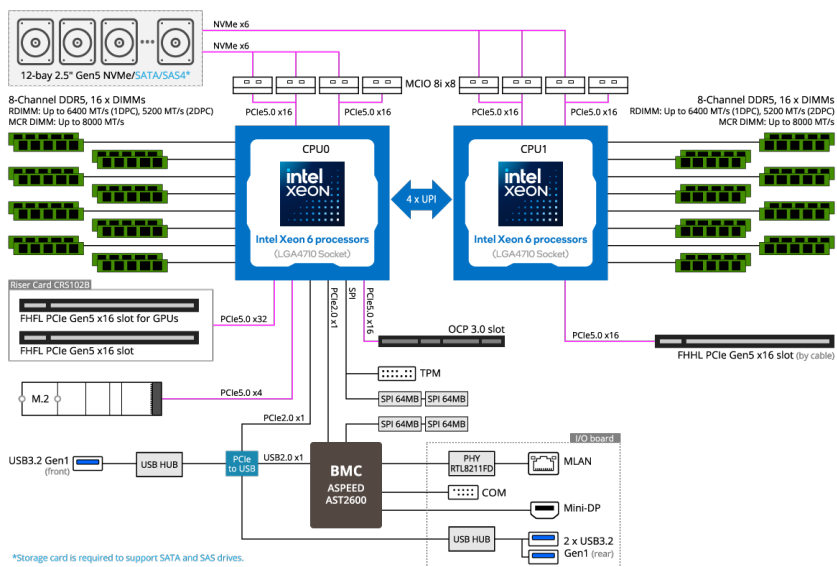 NVMe x6
NVMe x6
12-bay 2.5" Gen5 NVMe/SATA/SAS4*
MCIO 8i x8
8-Channel DDR5, 16 x DIMMs
RDIMM: Up to 6400 MT/s (1DPC), 5200 MT/s (2DPC)
MCR DIMM: Up to 8000 MT/s
PCIe5.0 x16
PCIe5.0 x16
PCIe5.0 x16
PCIe5.0 x16
8-Channel DDR5, 16 x DIMMs
RDIMM: Up to 6400 MT/s (1DPC), 5200 MT/s (2DPC)
MCR DIMM: Up to 8000 MT/s
CPU0
intel
XEON
Intel Xeon 6 processors
(LGA4710 Socket)
4 x UPI
CPU1
intel
XEON
Intel Xeon 6 processors
(LGA4710 Socket)
Riser Card CRS102B
FHFL PCIe Gen5 x16 slot for GPUs
FHFL PCIe Gen5 x16 slot
PCIe5.0 x32
PCIe2.0 x1
SPI
PCIe5.0 x16
OCP 3.0 slot
PCIe5.0 x16
FHHL PCIe Gen5 x16 slot (by cable)
M.2
PCIe5.0 x4
TPM
SPI 64MB
SPI 64MB
PCIe2.0 x1
SPI 64MB
SPI 64MB
I/O board
USB3.2 Gen1
(front)
USB HUB
PCIe
to USB
USB2.0 x1
BMC
ASPEED
AST2600
PHY
RTL8211FD
MLAN
COM
Mini-DP
USB HUB
2 x USB3.2
Gen1 (rear)
*Storage card is required to support SATA and SAS drives.